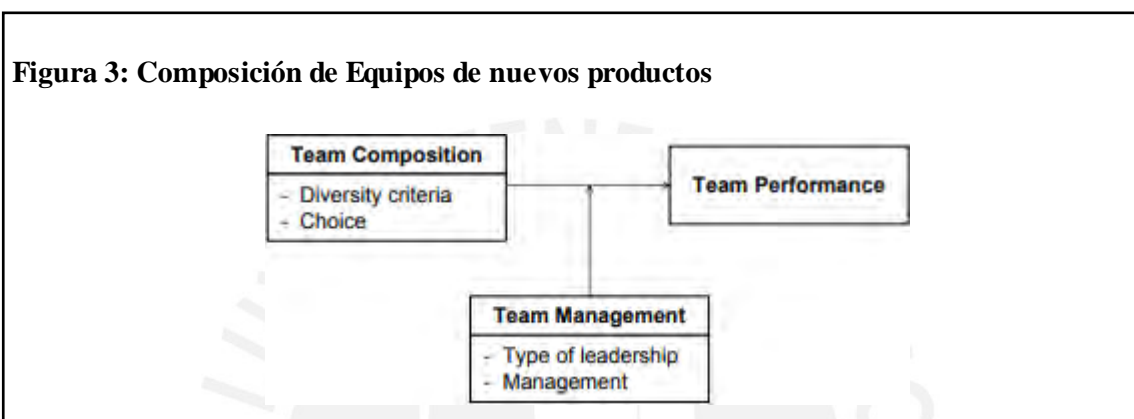 Figura 3: Composición de Equipos de nuevos productos
Team Composition
- Diversity criteria
- Choice
Team Performance
Team Management
- Type of leadership
- Management